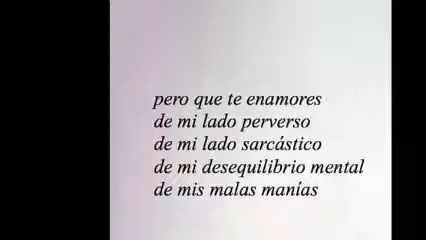 pero que te enamores
de mi lado perverso
de mi lado sarcástico
de mi desequilibrio mental
de mis malas manías